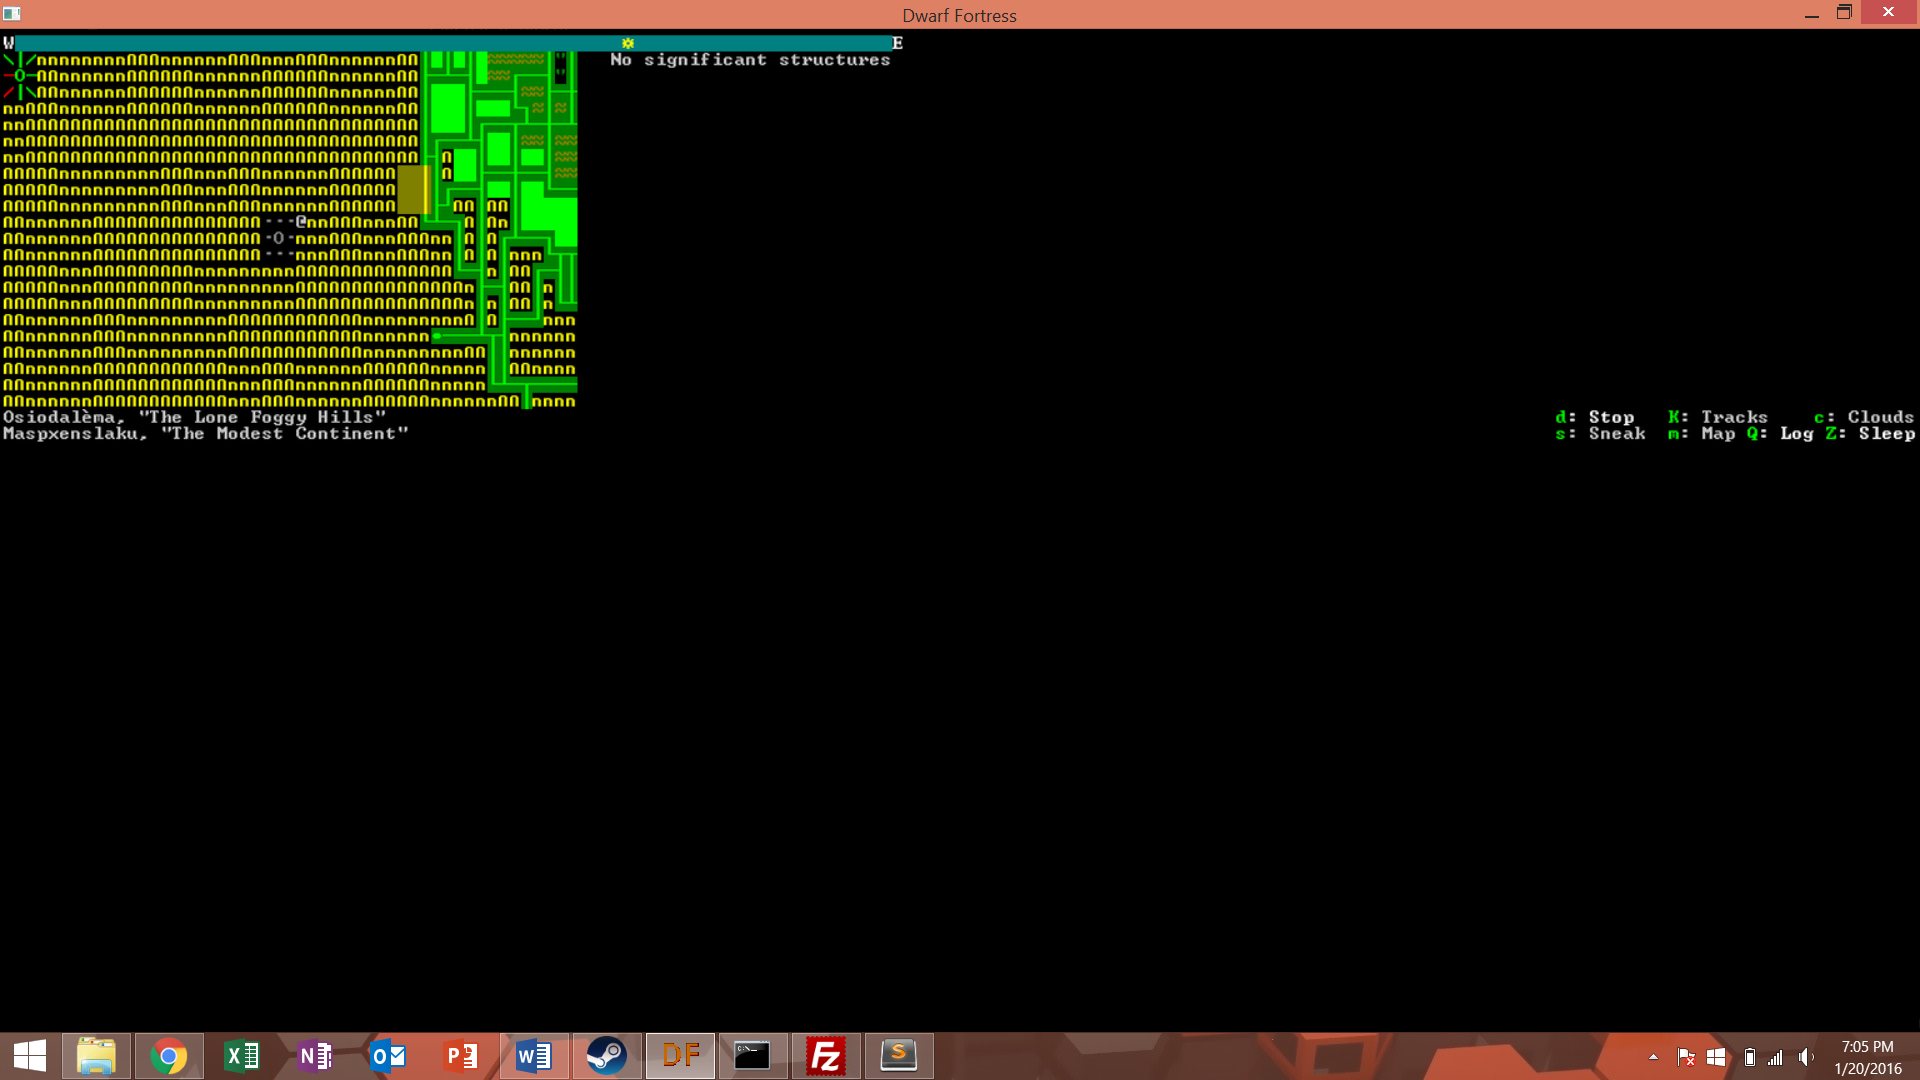 Dwarf Fortress
W E
No significant structures
Osiodalèma, "The Lone Foggy Hills"
Maspxenslaku, "The Modest Continent"
d: Stop K: Tracks c: Clouds
s: Sneak m: Map Q: Log Z: Sleep
DF
7:05 PM
1/20/2016